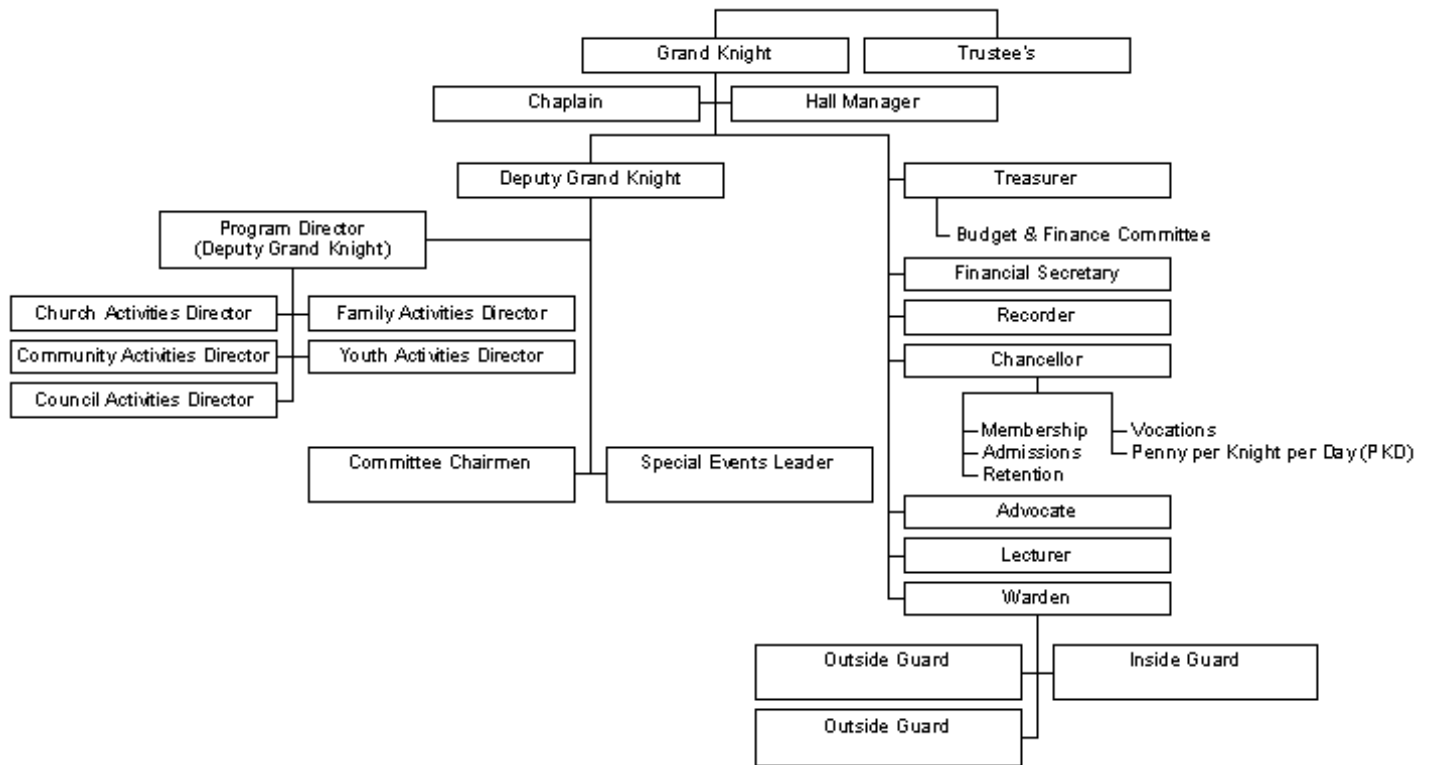 Grand Knight
Trustee's
Chaplain
Hall Manager
Deputy Grand Knight
Treasurer
Budget & Finance Committee
Program Director
(Deputy Grand Knight)
Financial Secretary
Church Activities Director
Family Activities Director
Recorder
Community Activities Director
Youth Activities Director
Chancellor
Council Activities Director
Membership
Admissions
Retention
Vocations
Penny per Knight per Day (PKD)
Committee Chairmen
Special Events Leader
Advocate
Lecturer
Warden
Outside Guard
Inside Guard
Outside Guard